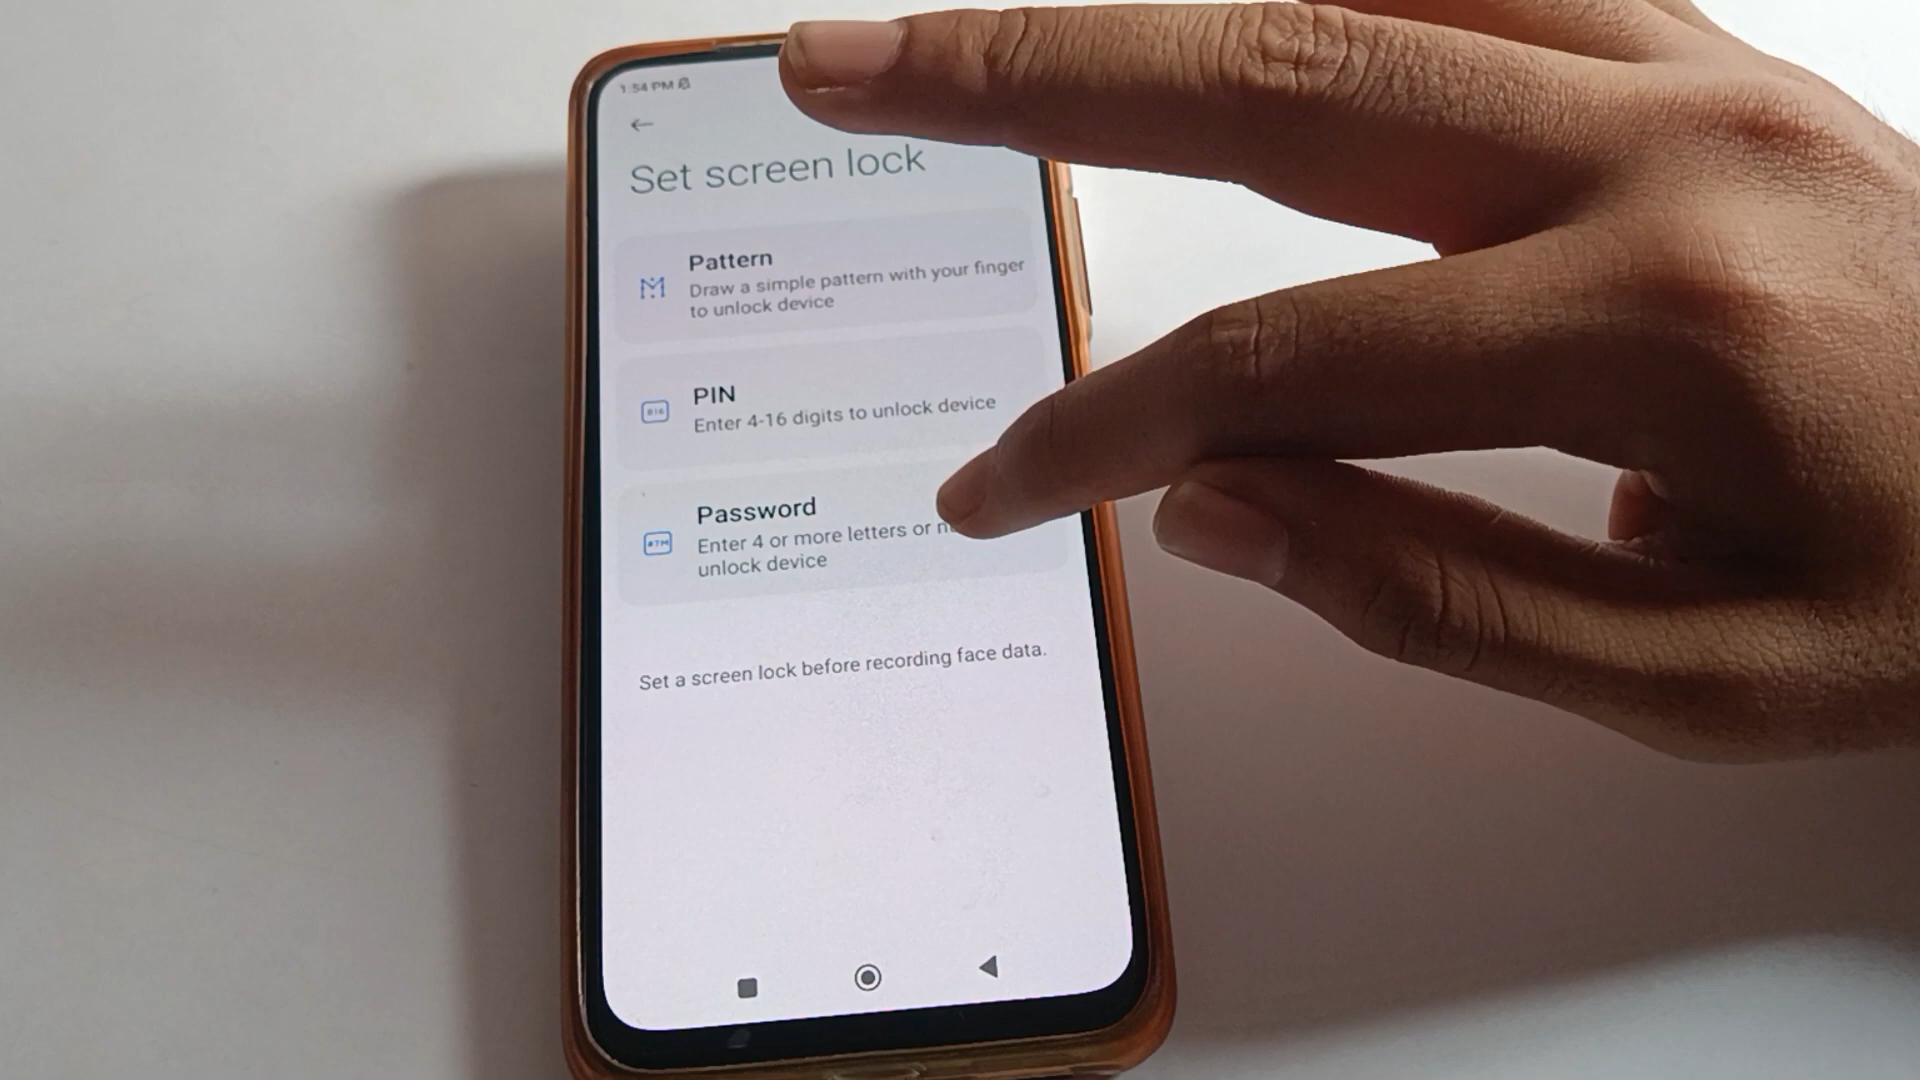 1:54 PM
Set screen lock
Pattern
Draw a simple pattern with your finger
to unlock device
PIN
Enter 4-16 digits to unlock device
Password
Enter 4 or more letters or
unlock device
Set a screen lock before recording face data.